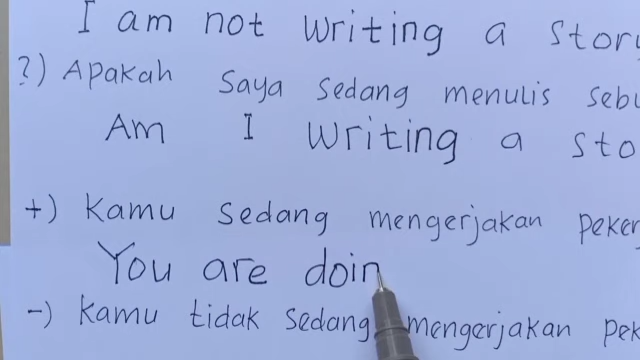 I am not writing a story
?) Apakah saya sedang menulis
Am I writing a
+) Kamu sedang mengerjakan
You are doin
-) Kamu tidak sedang mengerjakan